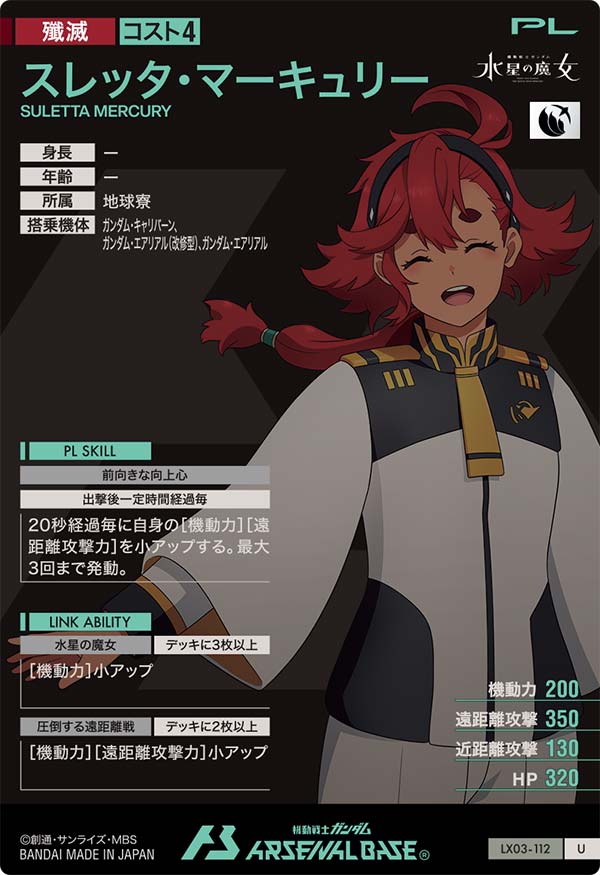 殲滅 コスト4
PL
スレッタ・マーキュリー
SULETTA MERCURY
機動戦士ガンダム
水星の魔女
身長 ー
年齢 ー
所属 地球寮
搭乗機体 ガンダム・キャリバーン、
ガンダム・エアリアル(改修型)、ガンダム・エアリアル
PL SKILL
前向きな向上心
出撃後一定時間経過毎
20秒経過毎に自身の[機動力][遠
距離攻撃力]を小アップする。最大
3回まで発動。
LINK ABILITY
水星の魔女 デッキに3枚以上
[機動力]小アップ
圧倒する遠距離戦 デッキに2枚以上
[機動力][遠距離攻撃力]小アップ
機動力 200
遠距離攻撃 350
近距離攻撃 130
HP 320
©創通・サンライズ・MBS
BANDAI MADE IN JAPAN
機動戦士ガンダム
ARSENAL BASE®
LX03-112 U